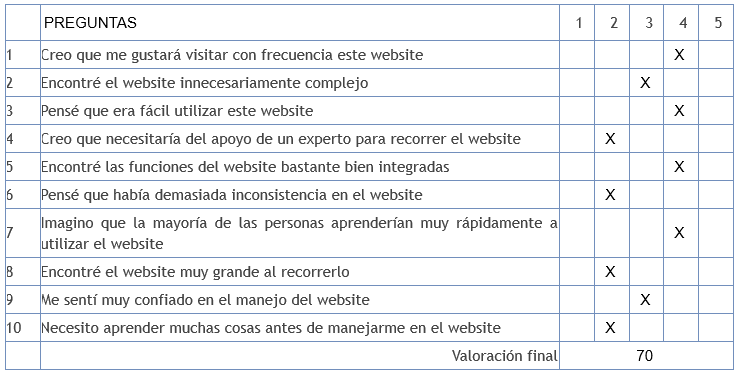 PREGUNTAS 1 2 3 4 5
1 Creo que me gustará visitar con frecuencia este website X
2 Encontré el website innecesariamente complejo X
3 Pensé que era fácil utilizar este website X
4 Creo que necesitaría del apoyo de un experto para recorrer el website X
5 Encontré las funciones del website bastante bien integradas X
6 Pensé que había demasiada inconsistencia en el website X
7 Imagino que la mayoría de las personas aprenderían muy rápidamente a
utilizar el website X
8 Encontré el website muy grande al recorrerlo X
9 Me sentí muy confiado en el manejo del website X
10 Necesito aprender muchas cosas antes de manejarme en el website X
Valoración final 70